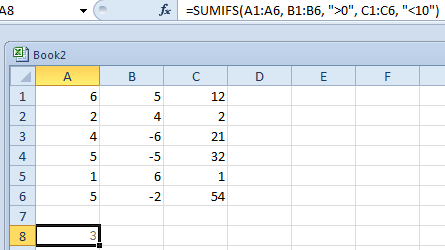 A8 fx =SUMIFS(A1:A6, B1:B6, ">0", C1:C6, "<10")
Book2
A B C D E F
1 6 5 12
2 2 4 2
3 4 -6 21
4 5 -5 32
5 1 6 1
6 5 -2 54
7
8 3